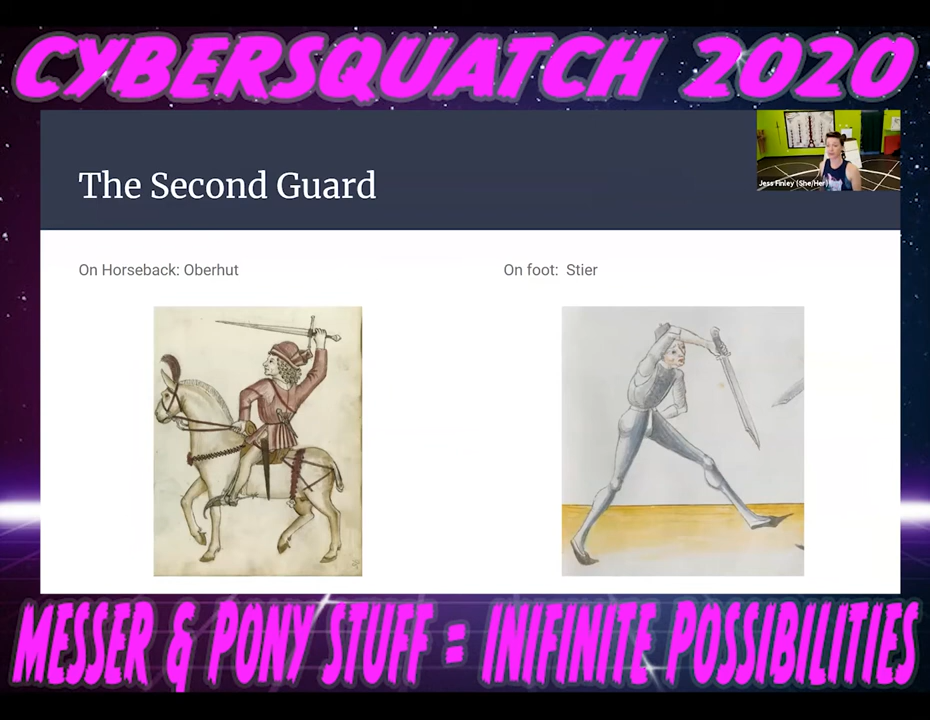 CYBERSQUATCH 2020
The Second Guard
Jess Finley (She/Her)
On Horseback: Oberhut
On foot: Stier
MESSER & PONY STUFF = INIFINITE POSSIBILITIES